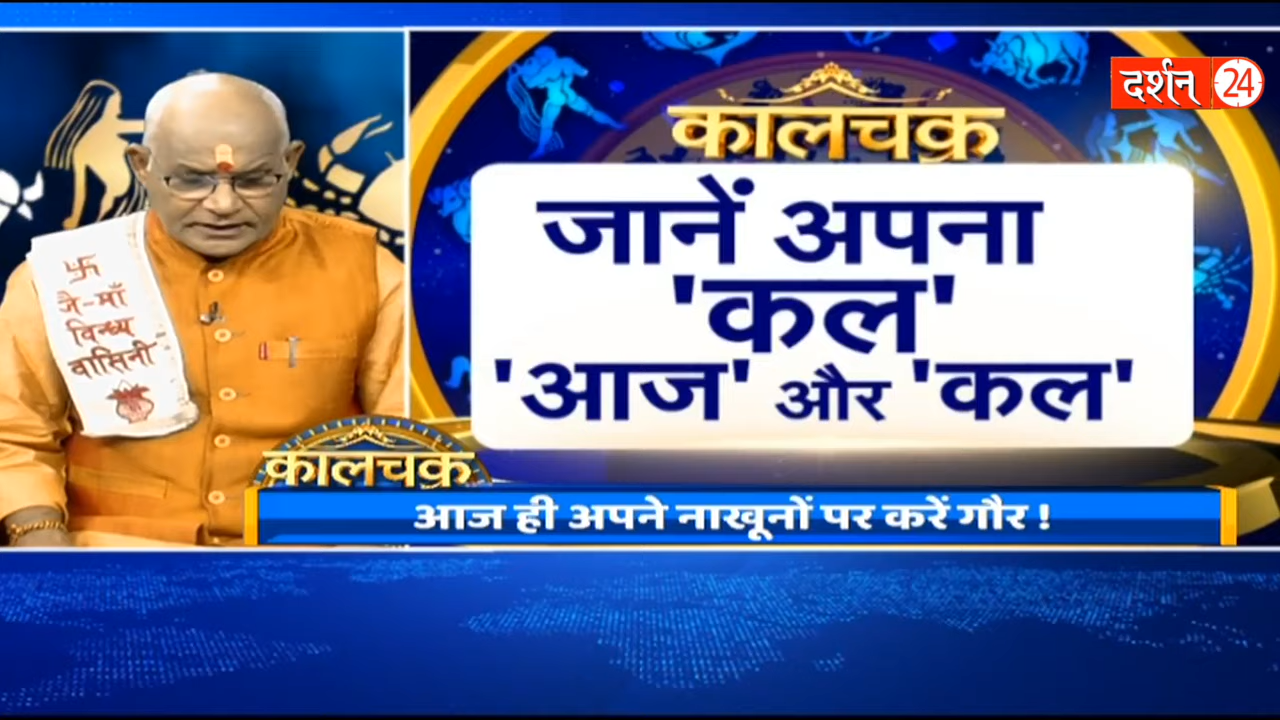 दर्शन 24
कालचक्र
जानें अपना
'कल'
'आज' और 'कल'
जै-माँ
विन्ध्य
वासिनी
कालचक्र
आज ही अपने नाखूनों पर करें गौर !